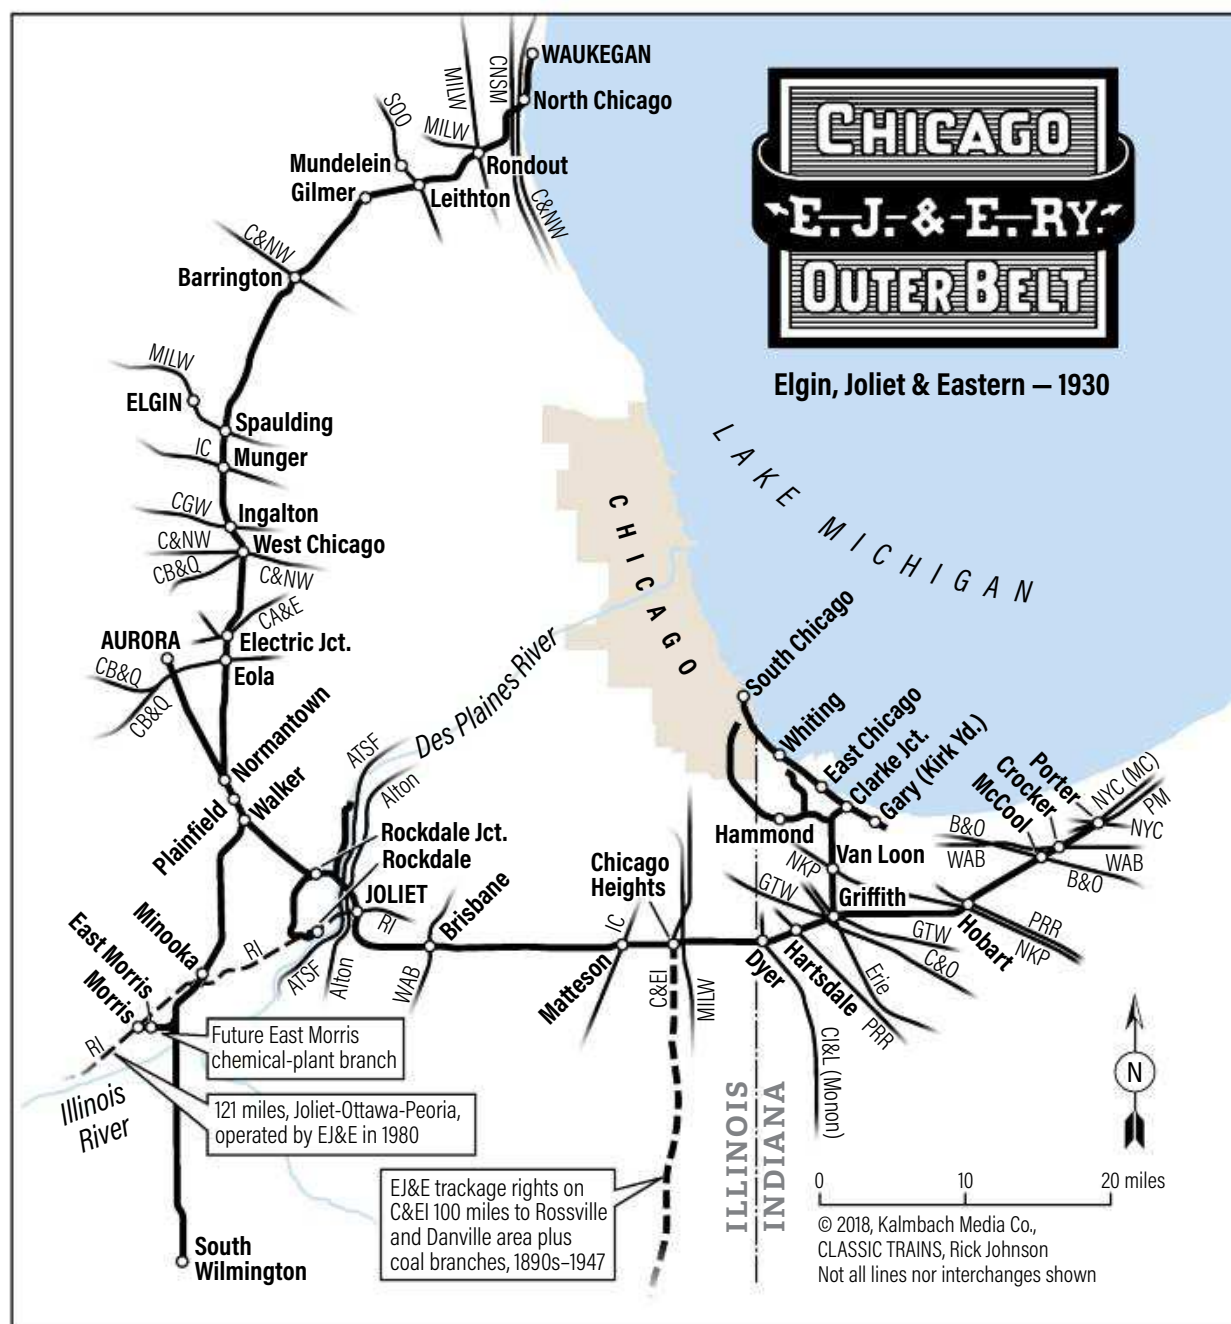 WAUKEGAN
CNSM
MILW
North Chicago
SOO
MILW
Mundelein
Rondout
Gilmer
Leithton
C&NW
C&NW
Barrington
CHICAGO
E.J.&E.RY.
OUTER BELT
Elgin, Joliet & Eastern — 1930
MILW
ELGIN
Spaulding
IC
Munger
CGW
Ingalton
C&NW
West Chicago
CB&Q
C&NW
CA&E
AURORA
Electric Jct.
CB&Q
Eola
CB&Q
LAKE MICHIGAN
CHICAGO
Des Plaines River
South Chicago
Whiting
East Chicago
Clarke Jct.
Gary (Kirk Yd.)
Normantown
ATSF
Alton
Plainfield
Walker
Rockdale Jct.
Rockdale
JOLIET
RI
Brisbane
Chicago
Heights
Hammond
Van Loon
NKP
GTW
Griffith
Porter
Crocker
McCool
NYC (MC)
PM
NYC
B&O
WAB
WAB
B&O
PRR
NKP
Hobart
GTW
C&O
Erie
PRR
Hartsdale
Dyer
CI&L (Monon)
IC
Matteson
C&EI
MILW
WAB
ATSF
Alton
Minooka
RI
East Morris
Morris
RI
Future East Morris
chemical-plant branch
Illinois
River
121 miles, Joliet-Ottawa-Peoria,
operated by EJ&E in 1980
EJ&E trackage rights on
C&EI 100 miles to Rossville
and Danville area plus
coal branches, 1890s–1947
South
Wilmington
ILLINOIS
INDIANA
N
0 10 20 miles
© 2018, Kalmbach Media Co.,
CLASSIC TRAINS, Rick Johnson
Not all lines nor interchanges shown